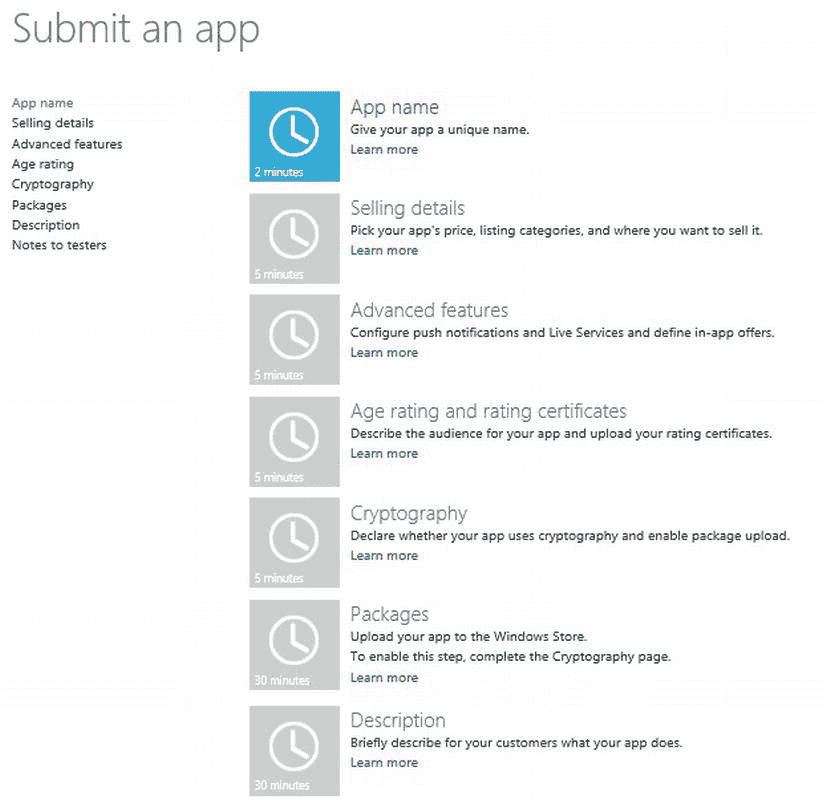 Submit an app
App name
Selling details
Advanced features
Age rating
Cryptography
Packages
Description
Notes to testers
2 minutes
App name
Give your app a unique name.
Learn more
5 minutes
Selling details
Pick your app's price, listing categories, and where you want to sell it.
Learn more
5 minutes
Advanced features
Configure push notifications and Live Services and define in-app offers.
Learn more
5 minutes
Age rating and rating certificates
Describe the audience for your app and upload your rating certificates.
Learn more
5 minutes
Cryptography
Declare whether your app uses cryptography and enable package upload.
Learn more
30 minutes
Packages
Upload your app to the Windows Store.
To enable this step, complete the Cryptography page.
Learn more
30 minutes
Description
Briefly describe for your customers what your app does.
Learn more